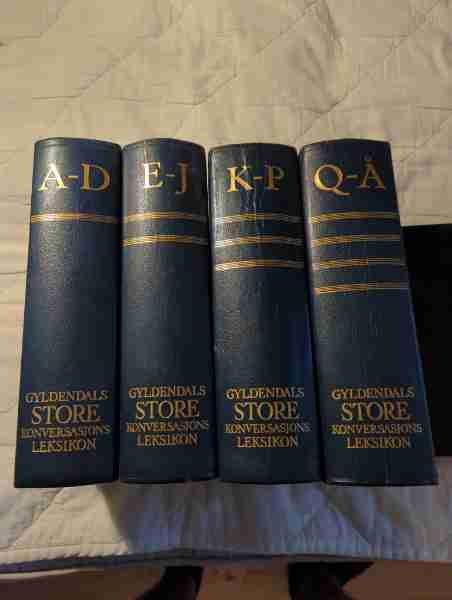 A-D
GYLDENDALS
STORE
KONVERSASJONS
LEKSIKON
E-J
GYLDENDALS
STORE
KONVERSASJONS
LEKSIKON
K-P
GYLDENDALS
STORE
KONVERSASJONS
LEKSIKON
Q-Å
GYLDENDALS
STORE
KONVERSASJONS
LEKSIKON